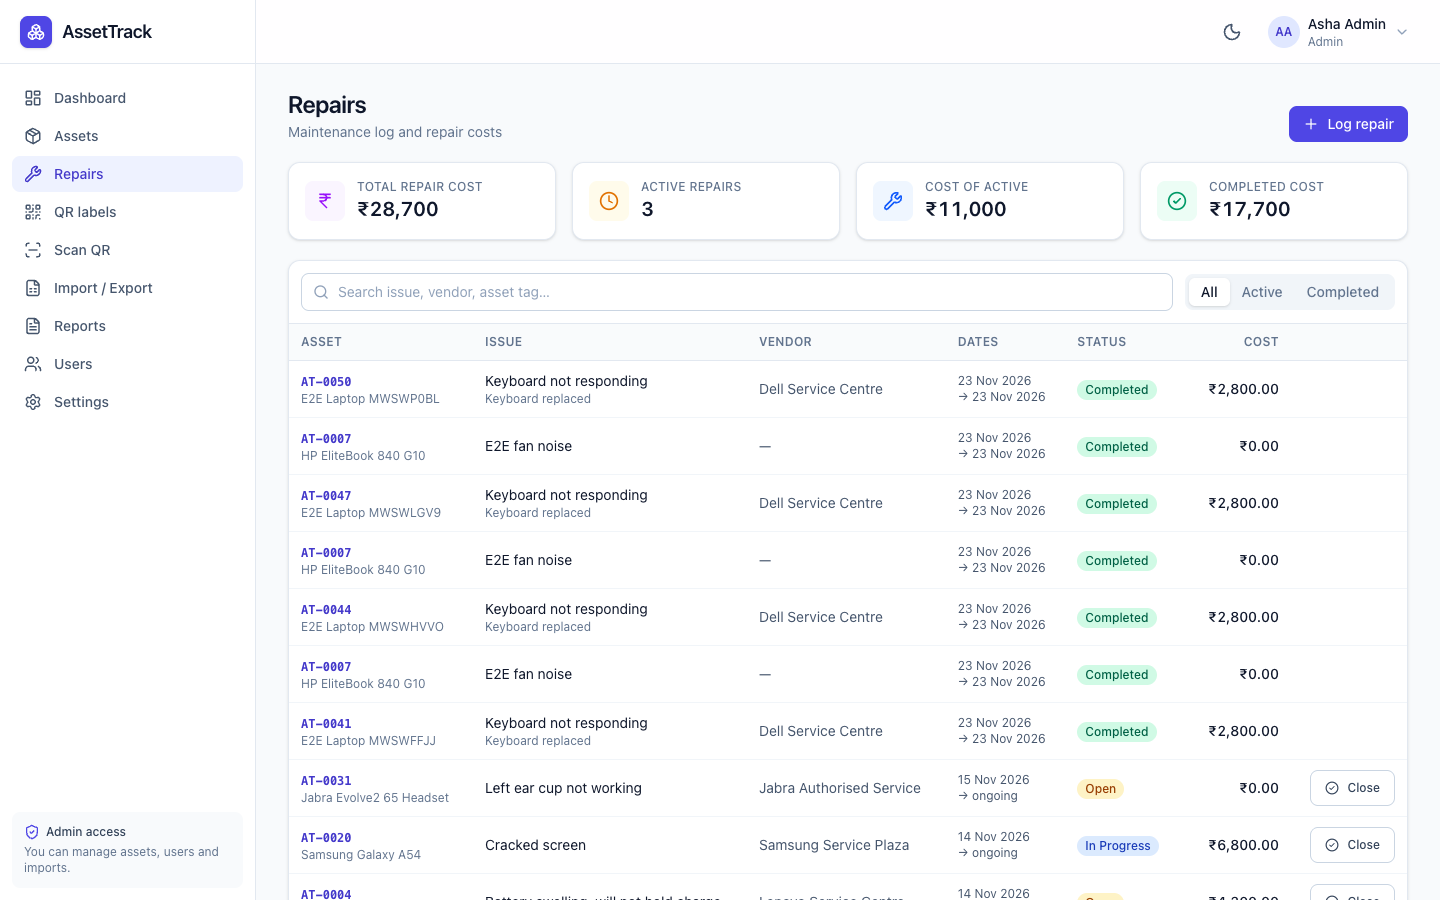 AssetTrack
AA
Asha Admin
Admin
Dashboard
Assets
Repairs
QR labels
Scan QR
Import / Export
Reports
Users
Settings
Admin access
You can manage assets, users and
imports.
Repairs
Maintenance log and repair costs
Log repair
TOTAL REPAIR COST
₹28,700
ACTIVE REPAIRS
3
COST OF ACTIVE
₹11,000
COMPLETED COST
₹17,700
Search issue, vendor, asset tag...
All Active Completed
ASSET ISSUE VENDOR DATES STATUS COST
AT-0050 Keyboard not responding Dell Service Centre 23 Nov 2026 Completed ₹2,800.00
E2E Laptop MWSWP0BL Keyboard replaced → 23 Nov 2026
AT-0007 E2E fan noise — 23 Nov 2026 Completed ₹0.00
HP EliteBook 840 G10 → 23 Nov 2026
AT-0047 Keyboard not responding Dell Service Centre 23 Nov 2026 Completed ₹2,800.00
E2E Laptop MWSWLGV9 Keyboard replaced → 23 Nov 2026
AT-0007 E2E fan noise — 23 Nov 2026 Completed ₹0.00
HP EliteBook 840 G10 → 23 Nov 2026
AT-0044 Keyboard not responding Dell Service Centre 23 Nov 2026 Completed ₹2,800.00
E2E Laptop MWSWHVVO Keyboard replaced → 23 Nov 2026
AT-0007 E2E fan noise — 23 Nov 2026 Completed ₹0.00
HP EliteBook 840 G10 → 23 Nov 2026
AT-0041 Keyboard not responding Dell Service Centre 23 Nov 2026 Completed ₹2,800.00
E2E Laptop MWSWFFJJ Keyboard replaced → 23 Nov 2026
AT-0031 Left ear cup not working Jabra Authorised Service 15 Nov 2026 Open ₹0.00 Close
Jabra Evolve2 65 Headset → ongoing
AT-0020 Cracked screen Samsung Service Plaza 14 Nov 2026 In Progress ₹6,800.00 Close
Samsung Galaxy A54 → ongoing
AT-0004 14 Nov 2026